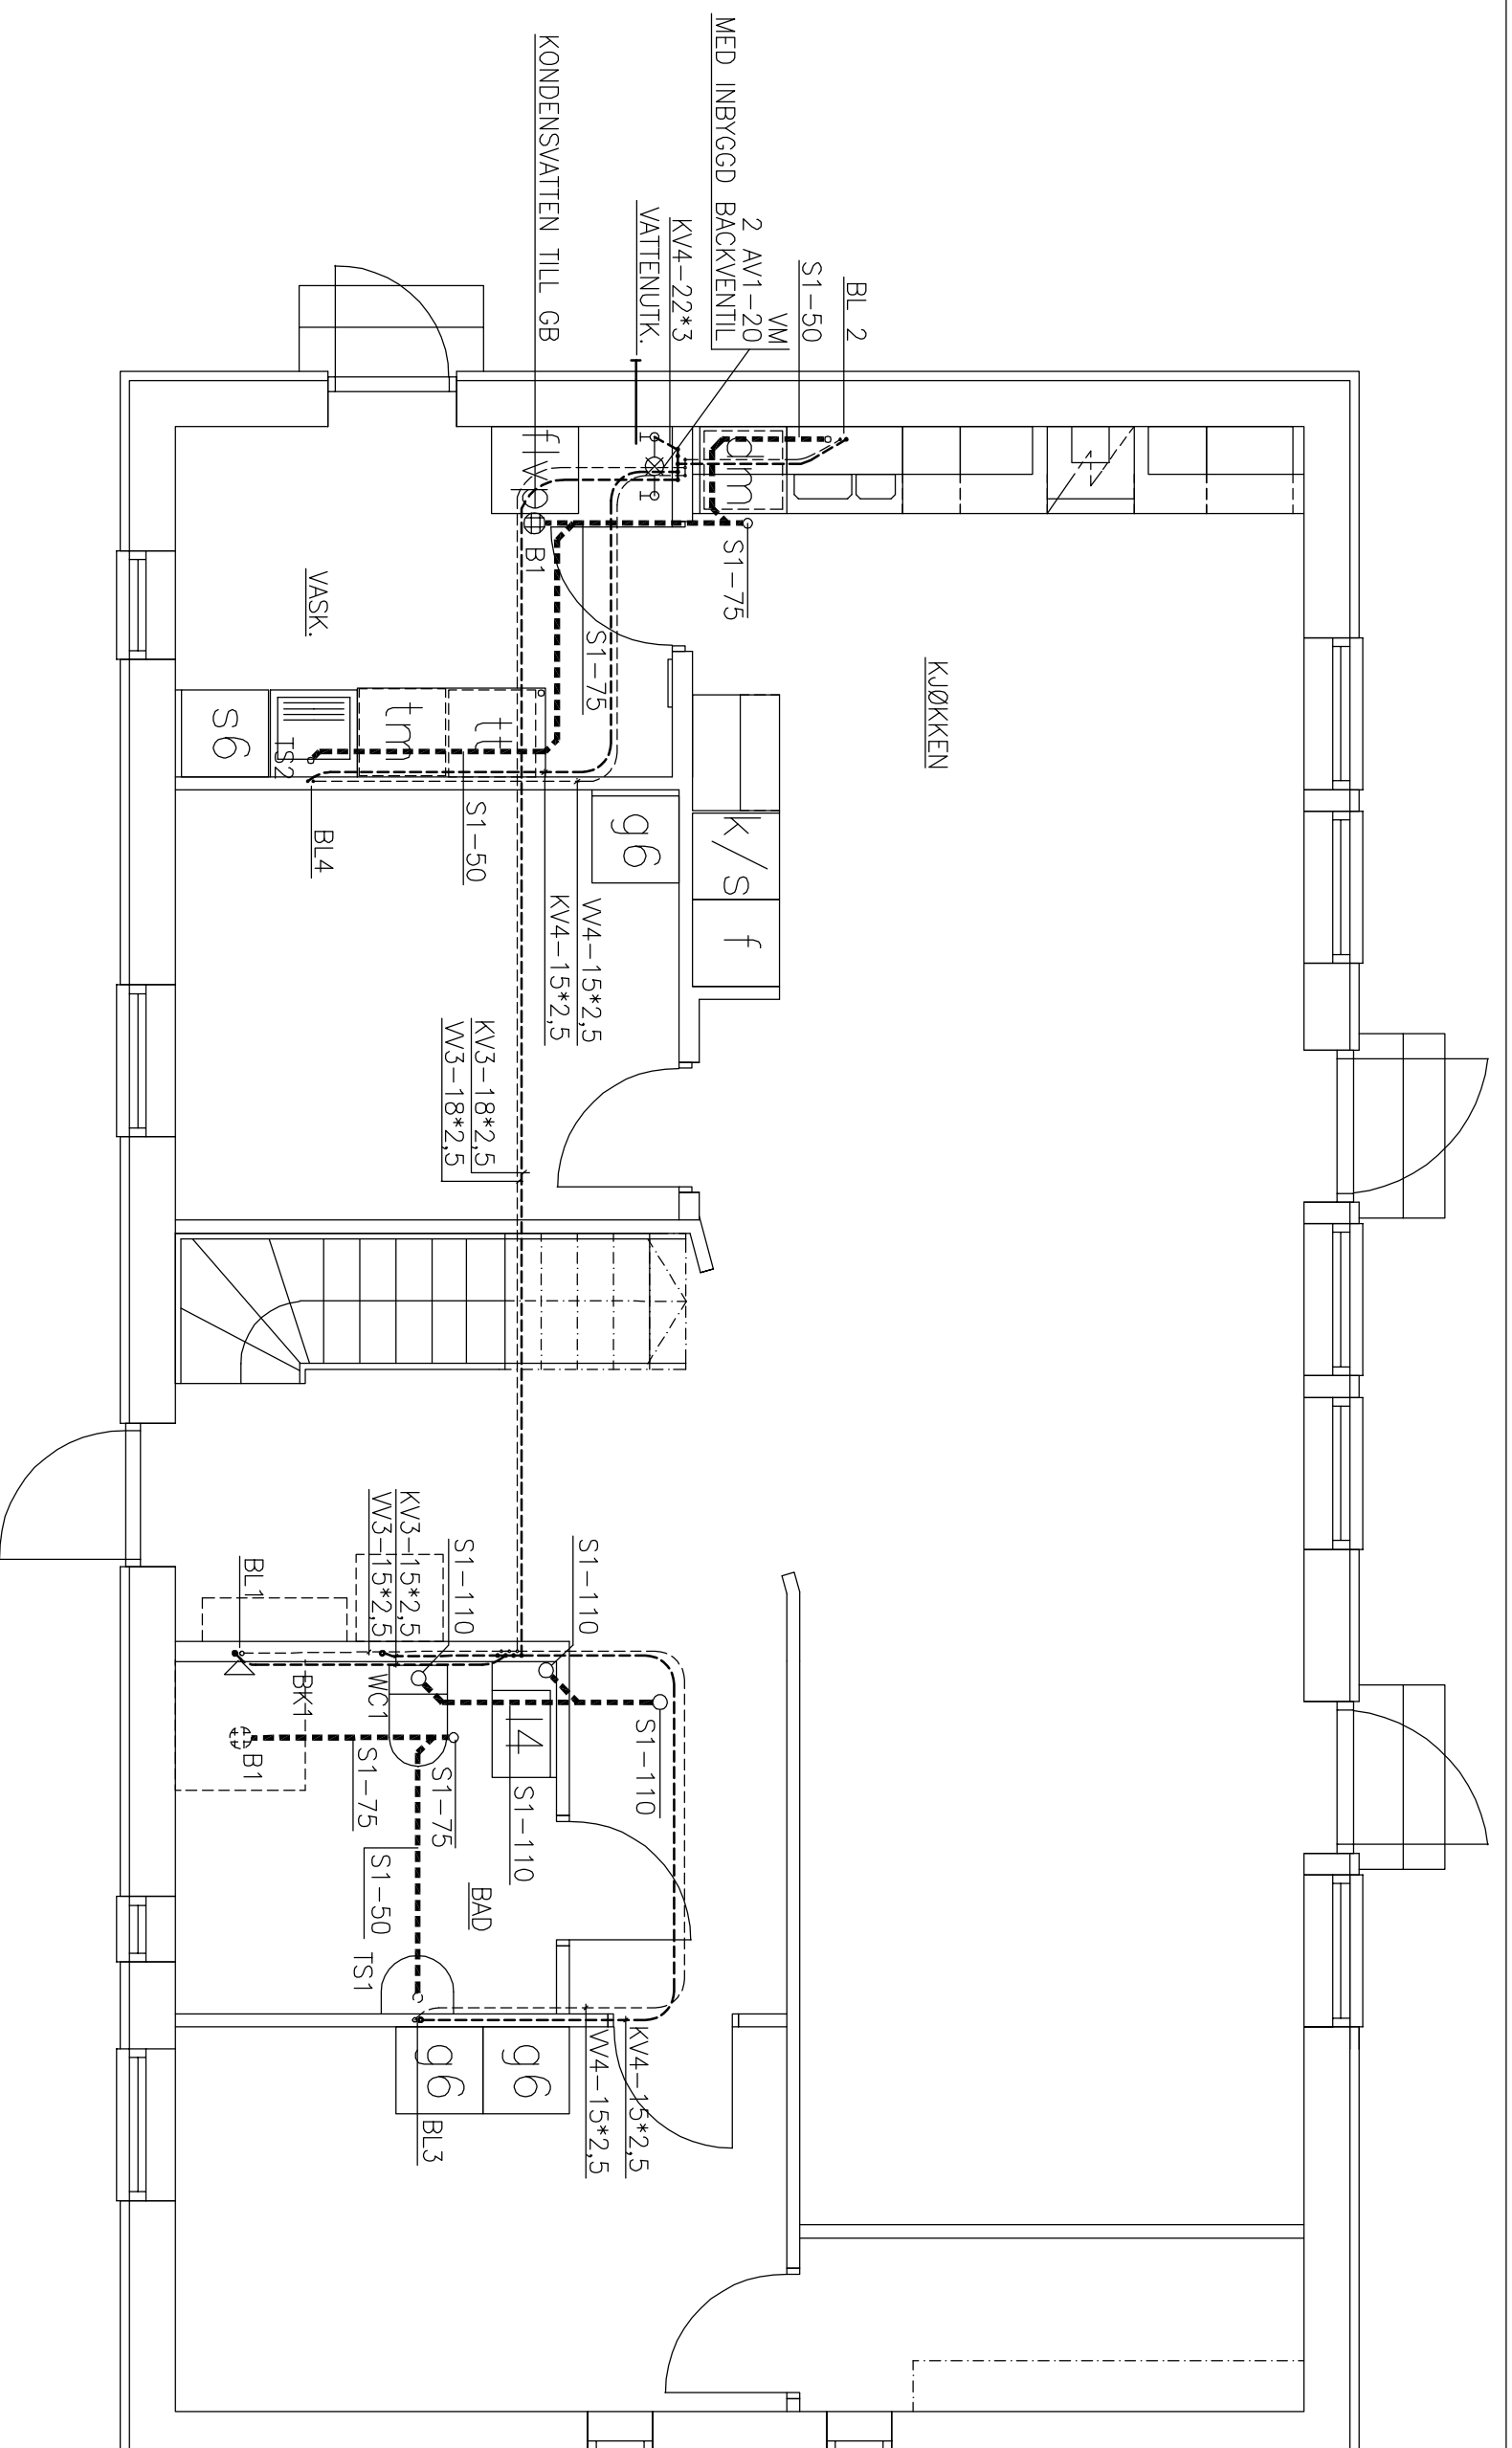 BL 2
S1-50
VM
2 AV1-20
MED INBYGGD BACKVENTIL
KV4-22*3
VATTENUTK.
KONDENSVATTEN TILL GB
dm
flvp
B1
S1-75
S1-75
VASK.
KJØKKEN
s6
TS2
tm
tt
S1-50
BL4
g6
k/s
f
VV4-15*2,5
KV4-15*2,5
KV3-18*2,5
VV3-18*2,5
S1-110
S1-110
KV3-15*2,5
VV3-15*2,5
BL1
BK1
WC1
l4
S1-110
S1-110
B1
S1-75
S1-75
S1-50
BAD
TS1
g6
g6
KV4-15*2,5
VV4-15*2,5
BL3